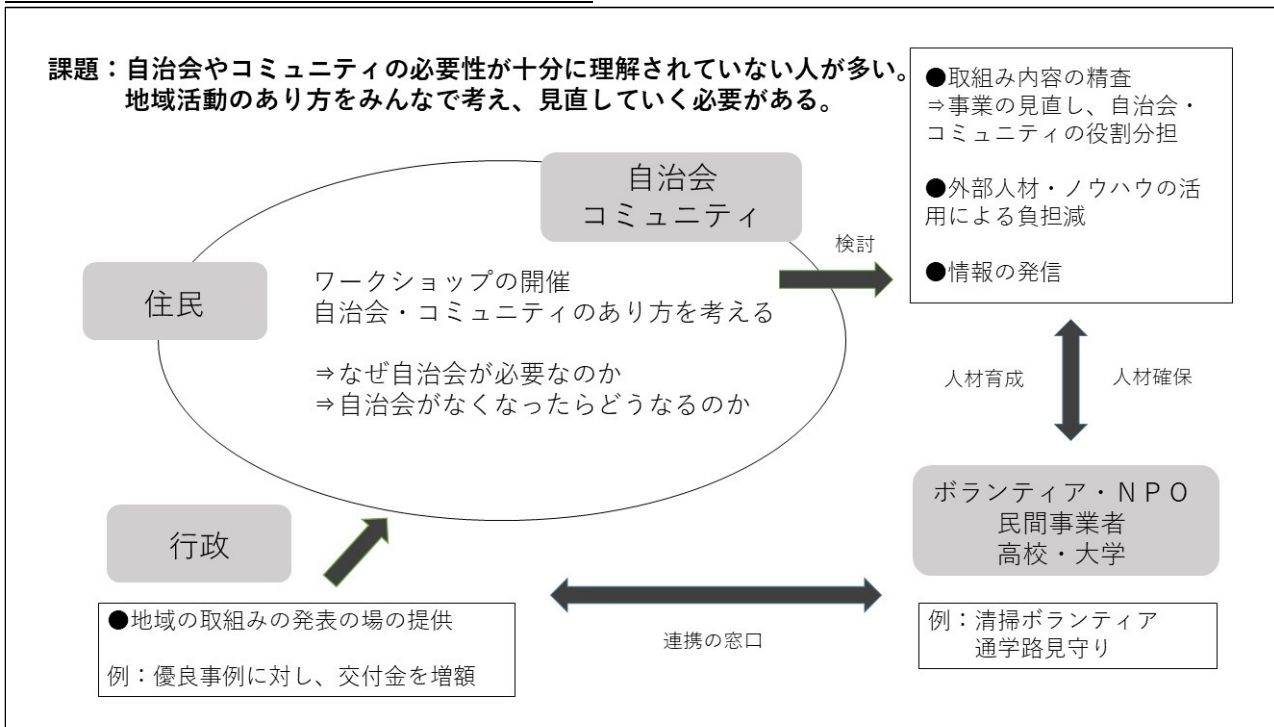 課題：自治会やコミュニティの必要性が十分に理解されていない人が多い。
地域活動のあり方をみんなで考え、見直していく必要がある。
●取組み内容の精査
⇒事業の見直し、自治会・
コミュニティの役割分担
●外部人材・ノウハウの活
用による負担減
●情報の発信
自治会
コミュニティ
検討
住民
ワークショップの開催
自治会・コミュニティのあり方を考える
⇒なぜ自治会が必要なのか
⇒自治会がなくなったらどうなるのか
人材育成
人材確保
行政
ボランティア・ＮＰＯ
民間事業者
高校・大学
●地域の取組みの発表の場の提供
例：優良事例に対し、交付金を増額
連携の窓口
例：清掃ボランティア
通学路見守り